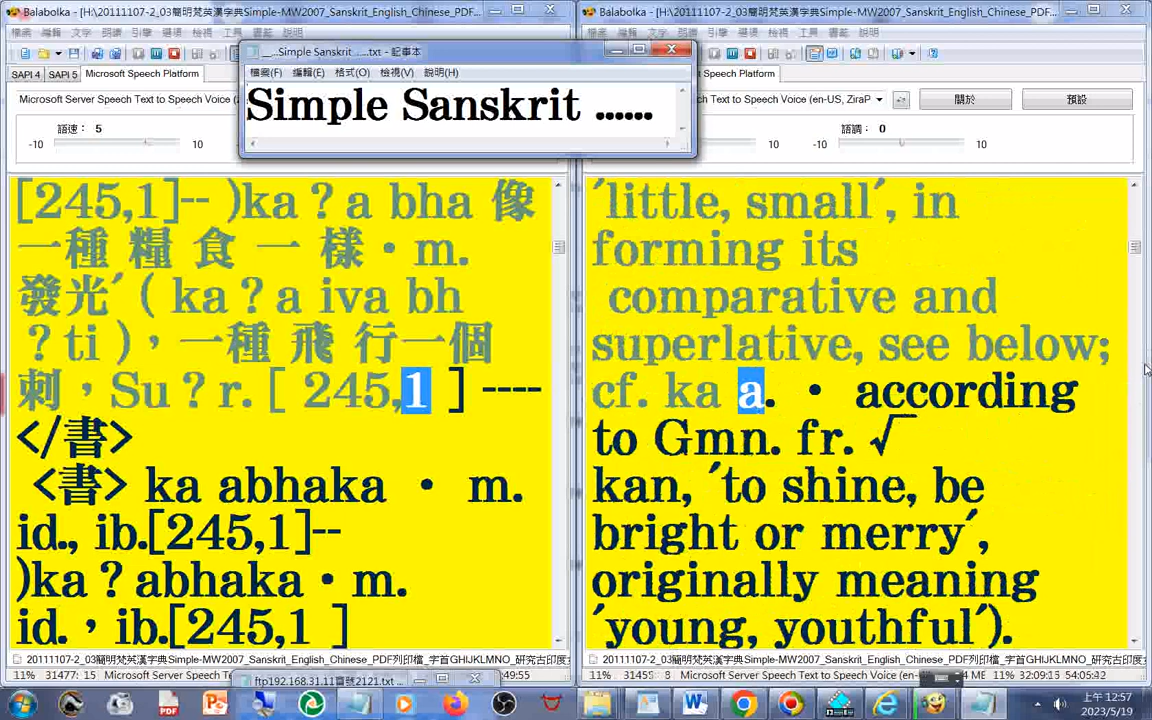 Balabolka - [H:\20111107-2_03簡明梵英漢字典Simple-MW2007_Sanskrit_English_Chinese_PDF...
Balabolka - [H:\20111107-2_03簡明梵英漢字典Simple-MW2007_Sanskrit_English_Chinese_PDF...
__...Simple Sanskrit ......txt - 記事本
檔案(F) 編輯(E) 格式(O) 檢視(V) 說明(H)
Simple Sanskrit ......
SAPI 4 SAPI 5 Microsoft Speech Platform
t Speech Platform
Microsoft Server Speech Text to Speech Voice (z
ch Text to Speech Voice (en-US, ZiraP
關於
預設
語速： 5
語調： 0
-10 10
10 -10 10
[245,1]-- )ka？a bha 像
一種 糧 食 一 樣・m.
發光´ ( ka？a iva bh
？ti )，一種 飛 行一個
刺，Su？r. [ 245,1 ] ----
</書>
<書> ka abhaka ・ m.
id., ib.[245,1]--
)ka？abhaka・m.
id.，ib.[245,1 ]
´little, small´, in
forming its
comparative and
superlative, see below;
cf. ka a. ・ according
to Gmn. fr. √
kan, ´to shine, be
bright or merry´,
originally meaning
´young, youthful´).
20111107-2_03簡明梵英漢字典Simple-MW2007_Sanskrit_English_Chinese_PDF列印檔_字首GHIJKLMNO_研究古印度
20111107-2_03簡明梵英漢字典Simple-MW2007_Sanskrit_English_Chinese_PDF列印檔_字首GHIJKLMNO_研究古印度
11% 31477: 15 Microsoft Server Speech
49:55
11% Microsoft Server Speech Text to Speech
11% 32:09:15 54:05:42
ftp192.168.31.11冒號2121.txt ...
上午 12:57
2023/5/19